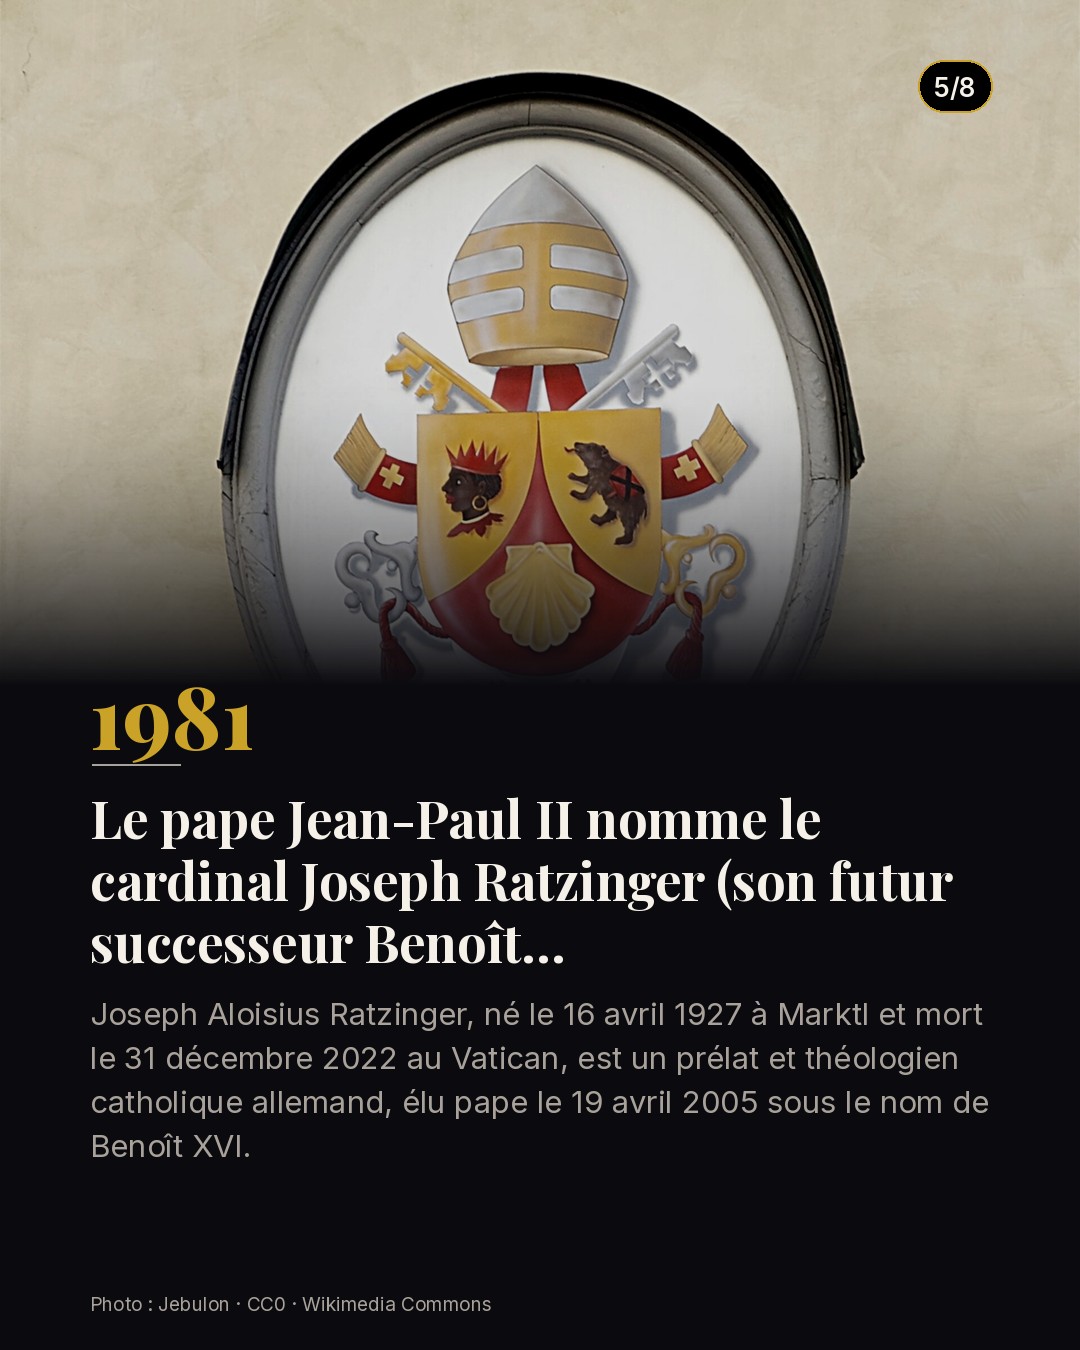 5/8
1981
Le pape Jean-Paul II nomme le
cardinal Joseph Ratzinger (son futur
successeur Benoît...
Joseph Aloisius Ratzinger, né le 16 avril 1927 à Marktl et mort
le 31 décembre 2022 au Vatican, est un prélat et théologien
catholique allemand, élu pape le 19 avril 2005 sous le nom de
Benoît XVI.
Photo : Jebulon · CC0 · Wikimedia Commons